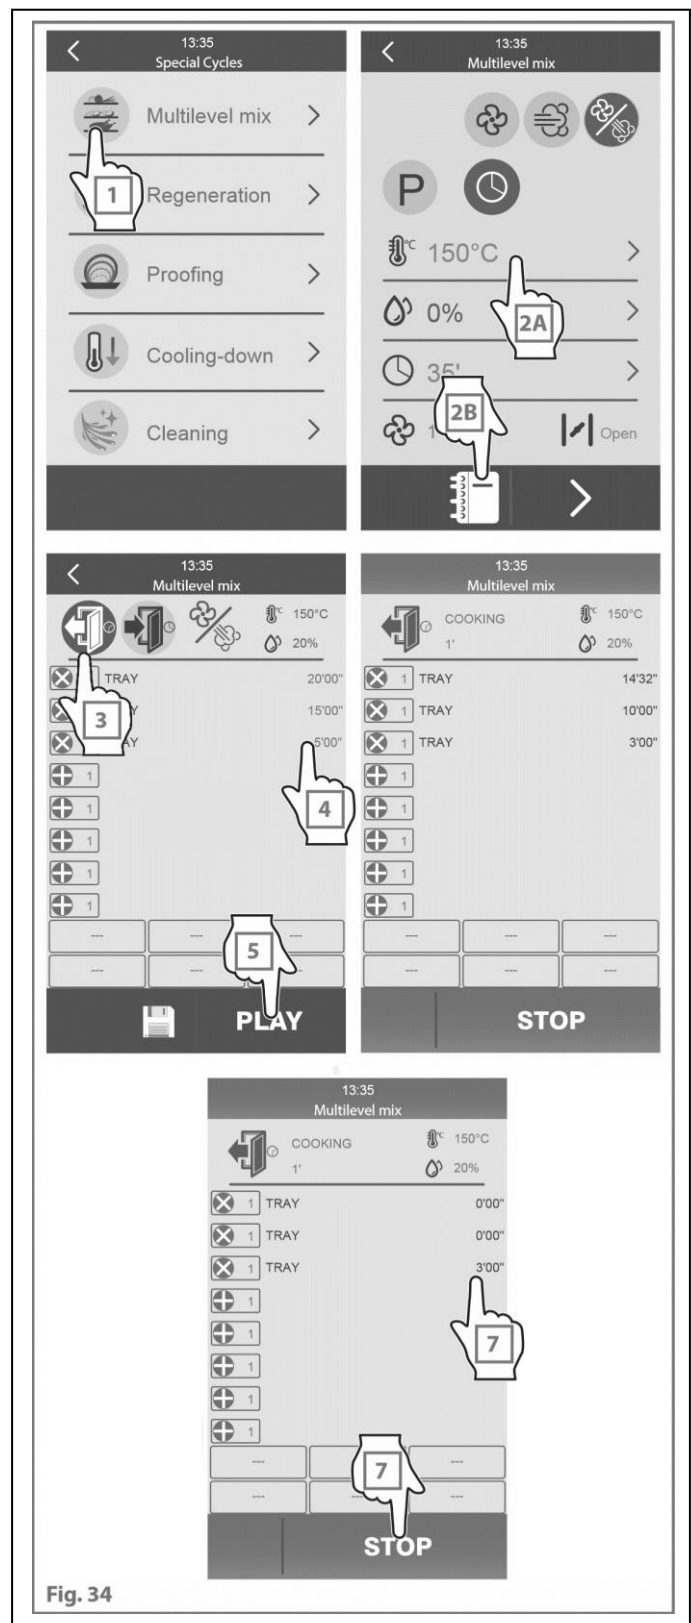 13:35
Special Cycles
Multilevel mix
1
Regeneration
Proofing
Cooling-down
Cleaning
13:35
Multilevel mix
P
°C 150°C
2A
0%
35'
2B
1
Open
13:35
Multilevel mix
°C 150°C
20%
TRAY 20'00"
15'00"
3
AY 5'00"
4
1
1
1
1
1
--- --- ---
5
--- ---
PLAY
13:35
Multilevel mix
COOKING °C 150°C
1' 20%
1 TRAY 14'32"
1 TRAY 10'00"
1 TRAY 3'00"
1
1
1
1
1
--- --- ---
--- --- ---
STOP
13:35
Multilevel mix
COOKING °C 150°C
1' 20%
1 TRAY 0'00"
1 TRAY 0'00"
1 TRAY 3'00"
1
1
7
1
1
1
--- ---
7
--- --- ---
STOP
Fig. 34